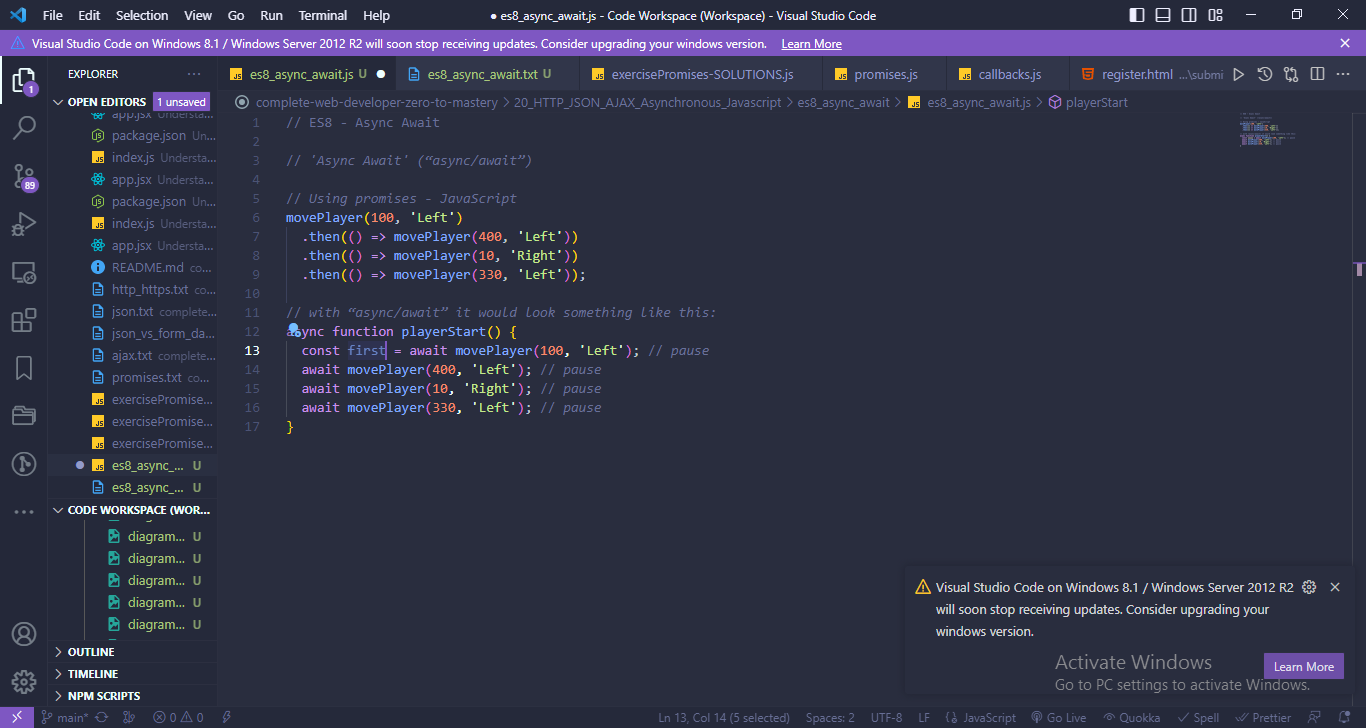 File Edit Selection View Go Run Terminal Help
● es8_async_await.js - Code Workspace (Workspace) - Visual Studio Code
Visual Studio Code on Windows 8.1 / Windows Server 2012 R2 will soon stop receiving updates. Consider upgrading your windows version. Learn More
EXPLORER
1
OPEN EDITORS 1 unsaved
app.jsx Understa...
package.json Un...
index.js Understa...
app.jsx Understa...
package.json Un...
index.js Understa...
app.jsx Understa...
README.md co...
http_https.txt co...
json.txt complete...
json_vs_form_da...
ajax.txt complete...
promises.txt co...
exercisePromise...
exercisePromise...
exercisePromise...
es8_async_... U
es8_async_... U
89
CODE WORKSPACE (WOR...
diagram... U
diagram... U
diagram... U
diagram... U
diagram... U
OUTLINE
TIMELINE
NPM SCRIPTS
es8_async_await.js U ● es8_async_await.txt U exercisePromises-SOLUTIONS.js promises.js callbacks.js register.html ...\submi
complete-web-developer-zero-to-mastery > 20_HTTP_JSON_AJAX_Asynchronous_Javascript > es8_async_await > es8_async_await.js > playerStart
1 // ES8 - Async Await
2
3 // 'Async Await' (“async/await”)
4
5 // Using promises - JavaScript
6 movePlayer(100, 'Left')
7 .then(() => movePlayer(400, 'Left'))
8 .then(() => movePlayer(10, 'Right'))
9 .then(() => movePlayer(330, 'Left'));
10
11 // with “async/await” it would look something like this:
12 async function playerStart() {
13 const first = await movePlayer(100, 'Left'); // pause
14 await movePlayer(400, 'Left'); // pause
15 await movePlayer(10, 'Right'); // pause
16 await movePlayer(330, 'Left'); // pause
17 }
Visual Studio Code on Windows 8.1 / Windows Server 2012 R2
will soon stop receiving updates. Consider upgrading your
windows version.
Learn More
Activate Windows
Go to PC settings to activate Windows.
main* 0 0 Ln 13, Col 14 (5 selected) Spaces: 2 UTF-8 LF JavaScript Go Live Quokka Spell Prettier